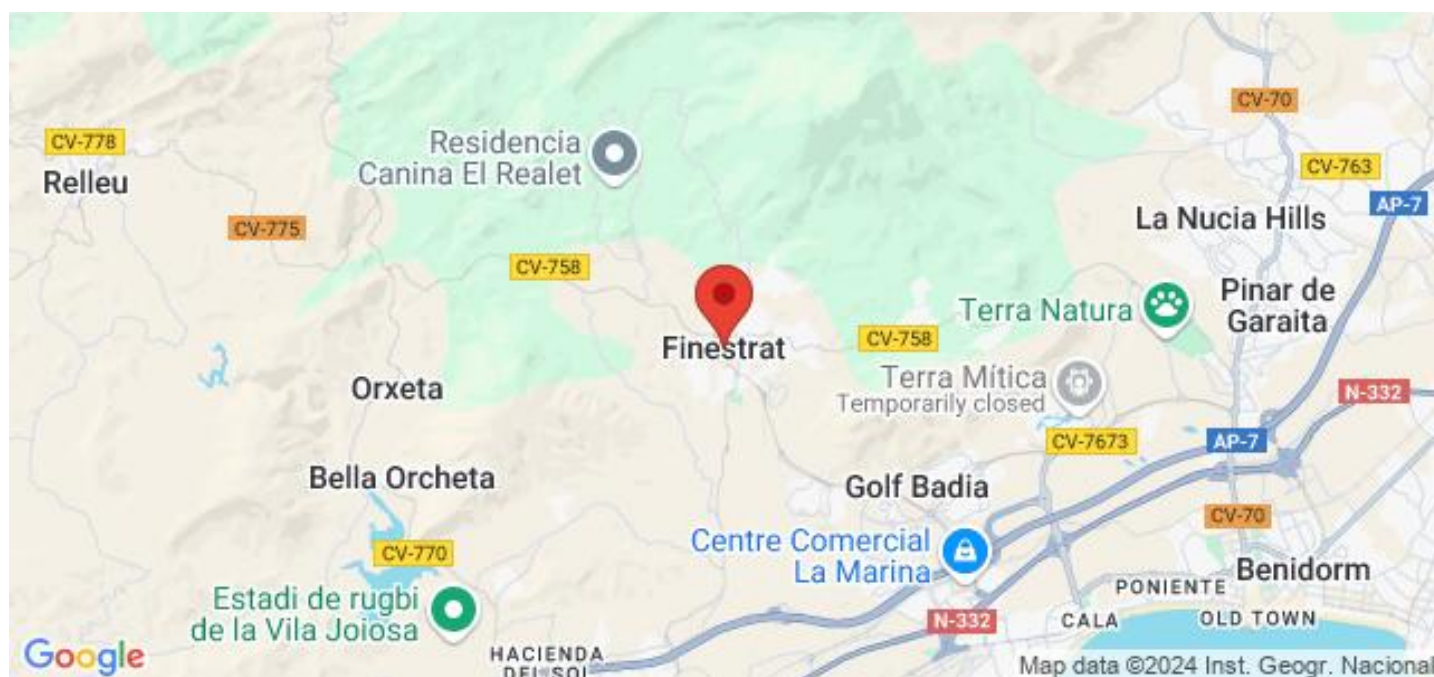 CV-70
CV-778
Residencia
Canina El Realet
CV-763
Relleu
AP-7
La Nucia Hills
CV-775
CV-758
Terra Natura
Pinar de
Garaita
CV-758
Finestrat
Terra Mítica
Temporarily closed
Orxeta
N-332
CV-7673
AP-7
Bella Orcheta
Golf Badia
CV-70
Centre Comercial
La Marina
CV-770
Benidorm
PONIENTE
Estadi de rugbi
de la Vila Joiosa
N-332
CALA
OLD TOWN
HACIENDA
DEL SOL
Google
Map data ©2024 Inst. Geogr. Nacional